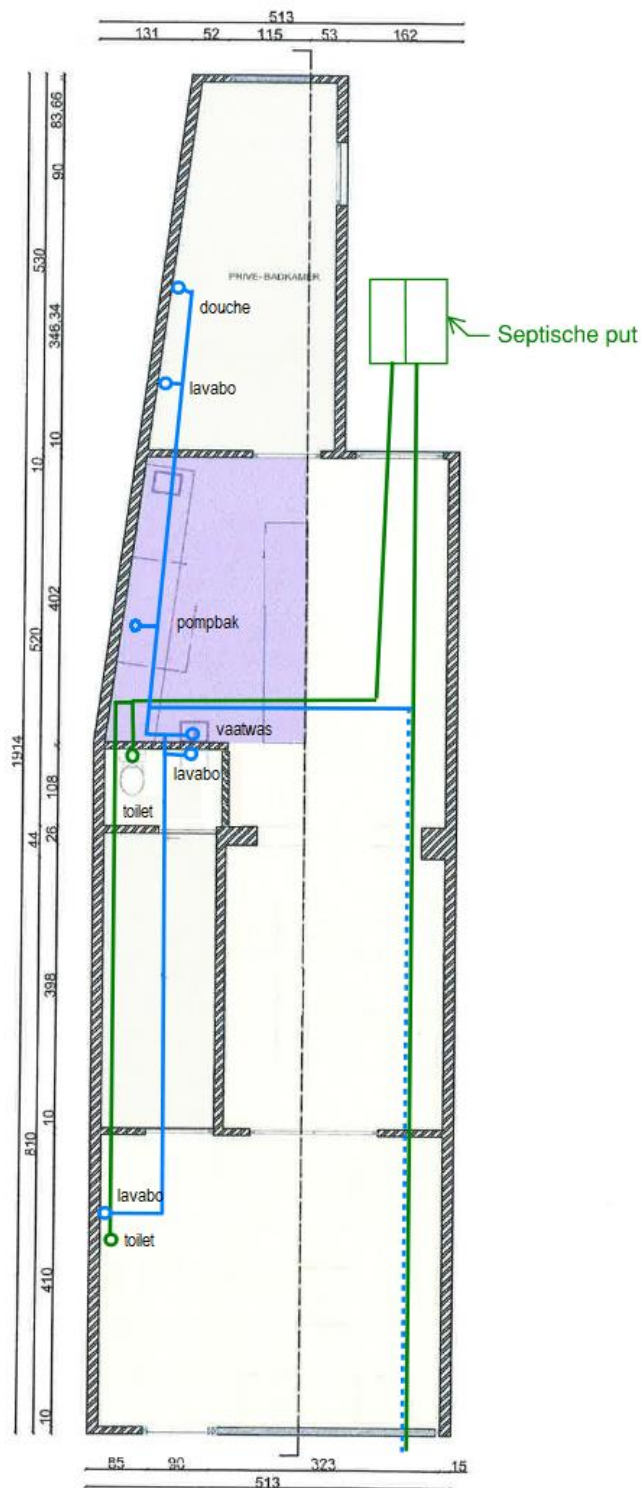 513
131 52 115 53 162
83,66
90
530
346,34
PRIVE-BADKAMER
douche
Septische put
lavabo
10
10
402
520
pompbak
1914
vaatwas
lavabo
108
toilet
26
44
398
10
810
lavabo
toilet
410
10
85 90 323 15
513